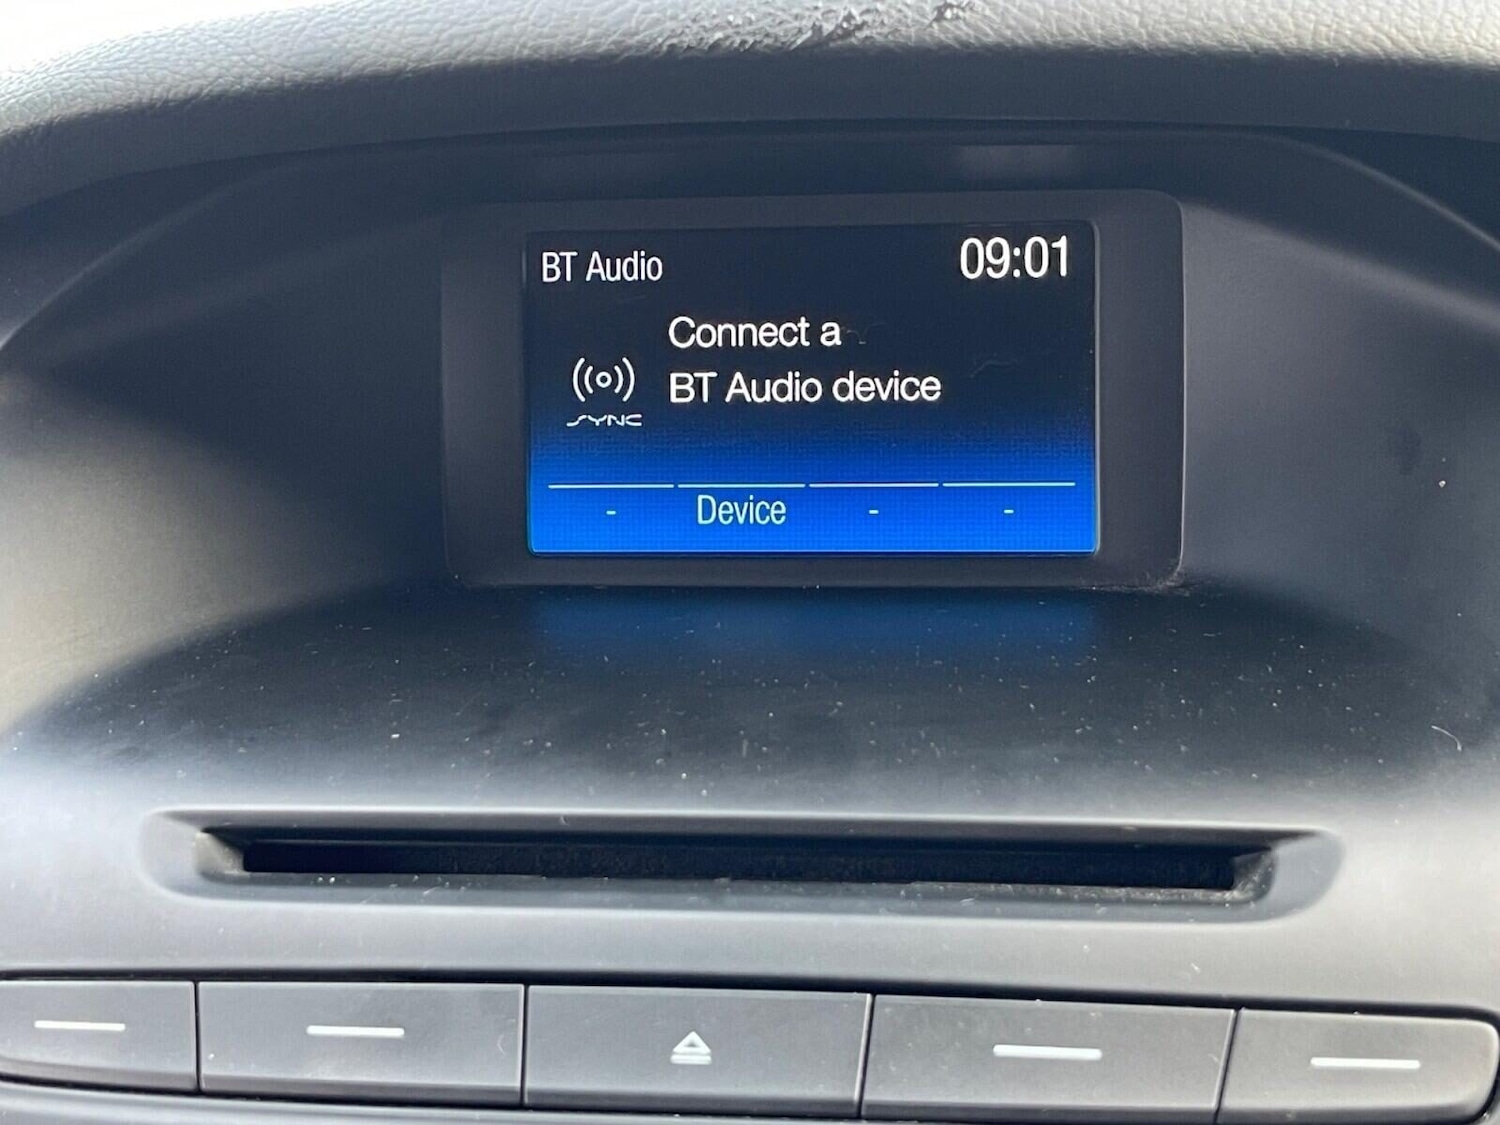 BT Audio 09:01
Connect a
BT Audio device
SYNC
- Device - -